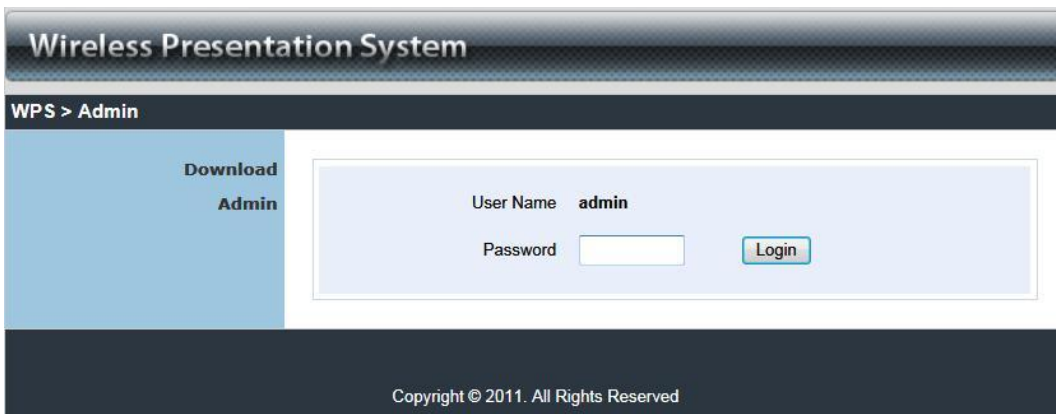 Wireless Presentation System
WPS > Admin
Download
Admin
User Name admin
Password Login
Copyright © 2011. All Rights Reserved